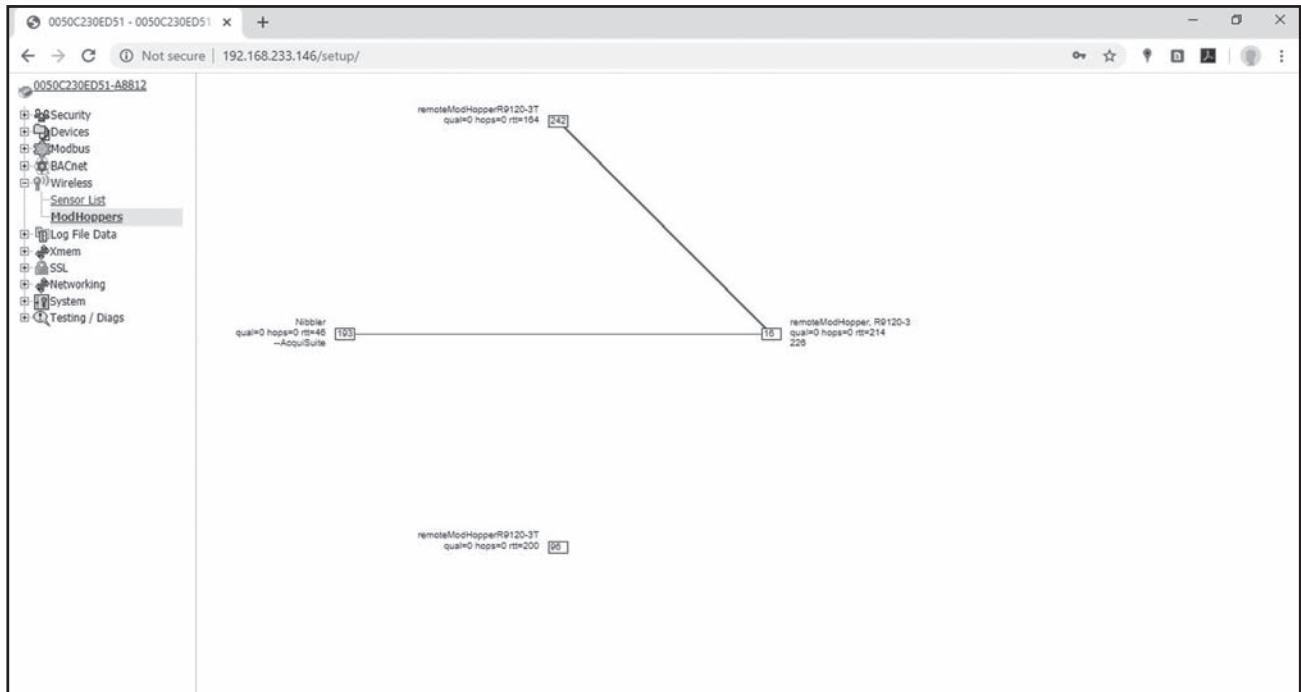 0050C230ED51 - 0050C230ED51
Not secure | 192.168.233.146/setup/
0050C230ED51-A8812
Security
Devices
Modbus
BACnet
Wireless
Sensor List
ModHoppers
Log File Data
Xmem
SSL
Networking
System
Testing / Diags
remoteModHopperR9120-3T
qual=0 hops=0 rtt=164
242
Nibbler
qual=0 hops=0 rtt=46
--AcquiSuite
193
16
remoteModHopper, R9120-3
qual=0 hops=0 rtt=214
226
remoteModHopperR9120-3T
qual=0 hops=0 rtt=200
96